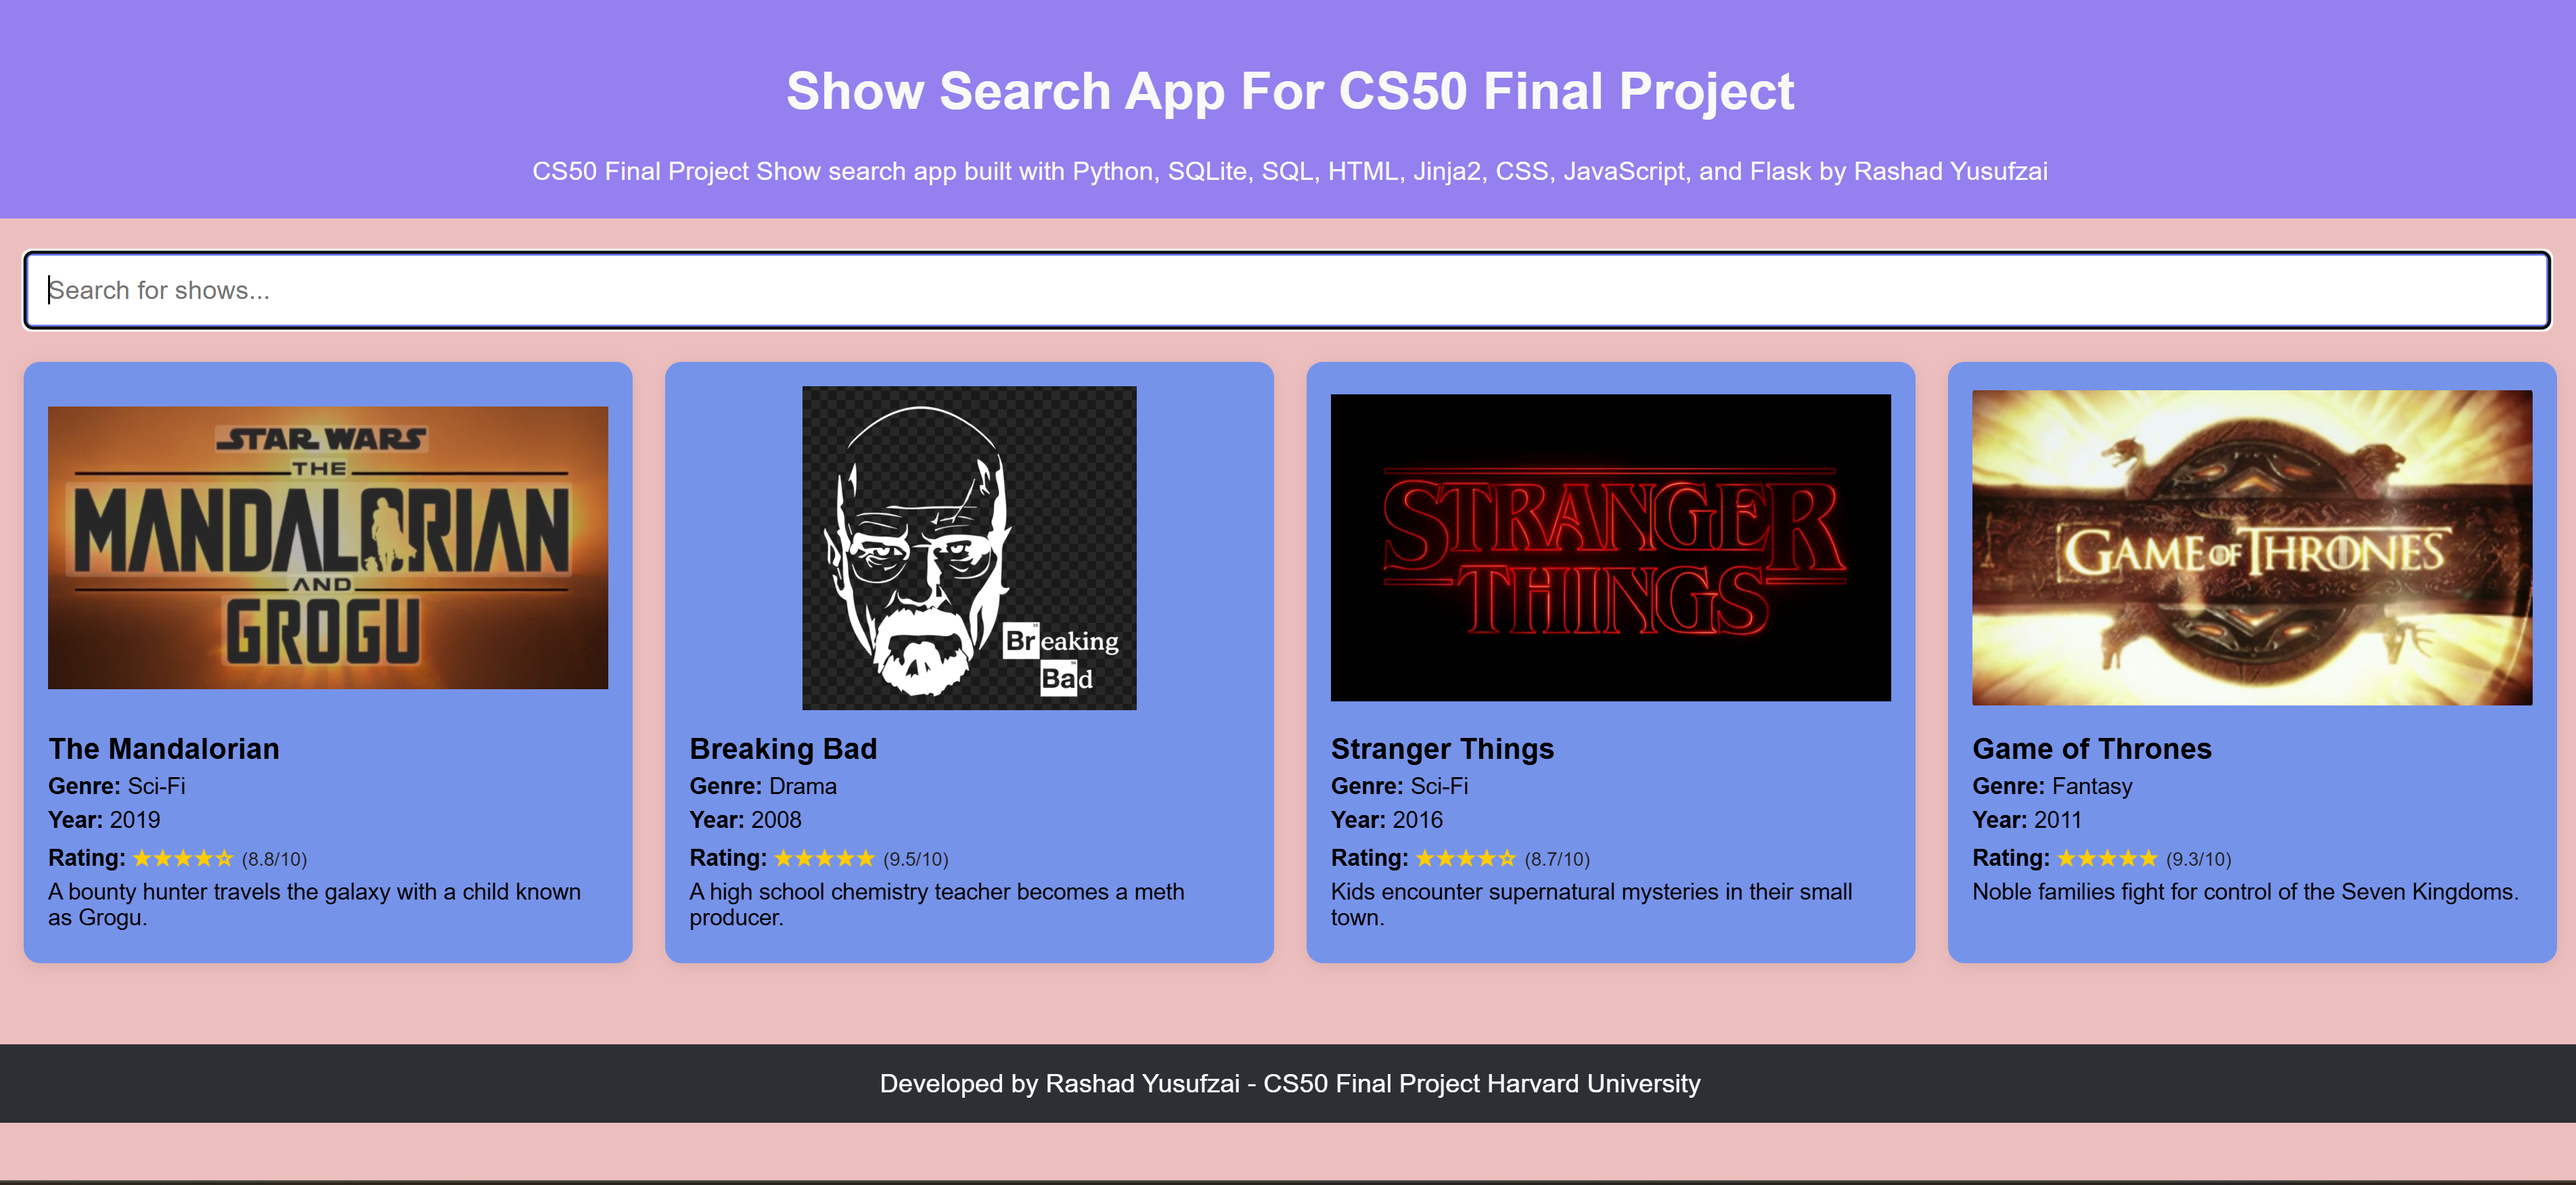 Show Search App For CS50 Final Project
CS50 Final Project Show search app built with Python, SQLite, SQL, HTML, Jinja2, CSS, JavaScript, and Flask by Rashad Yusufzai
Search for shows...
STAR WARS
THE
MANDALORIAN
AND
GROGU
The Mandalorian
Genre: Sci-Fi
Year: 2019
Rating: ★★★★☆ (8.8/10)
A bounty hunter travels the galaxy with a child known
as Grogu.
Breaking
Bad
Breaking Bad
Genre: Drama
Year: 2008
Rating: ★★★★★ (9.5/10)
A high school chemistry teacher becomes a meth
producer.
STRANGER
THINGS
Stranger Things
Genre: Sci-Fi
Year: 2016
Rating: ★★★★☆ (8.7/10)
Kids encounter supernatural mysteries in their small
town.
GAME OF THRONES
Game of Thrones
Genre: Fantasy
Year: 2011
Rating: ★★★★★ (9.3/10)
Noble families fight for control of the Seven Kingdoms.
Developed by Rashad Yusufzai - CS50 Final Project Harvard University